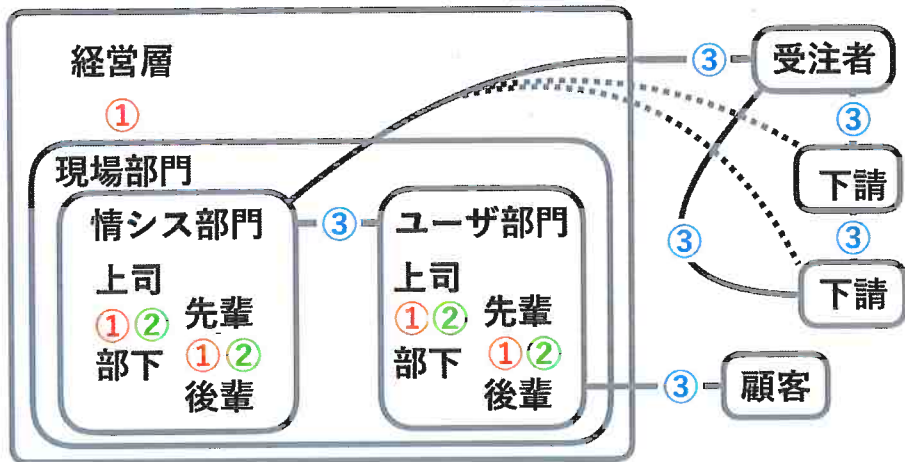 経営層
①
現場部門
情シス部門
上司
①②
部下
先輩
①②
後輩
③
ユーザ部門
上司
①②
部下
先輩
①②
後輩
③
受注者
③
下請
③
下請
③
③
顧客